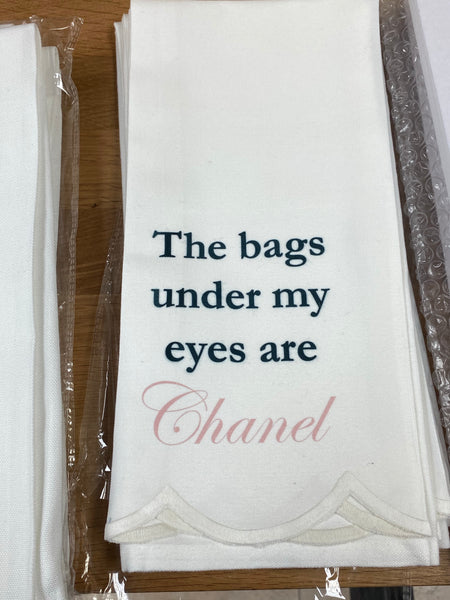 The bags
under my
eyes are
Chanel